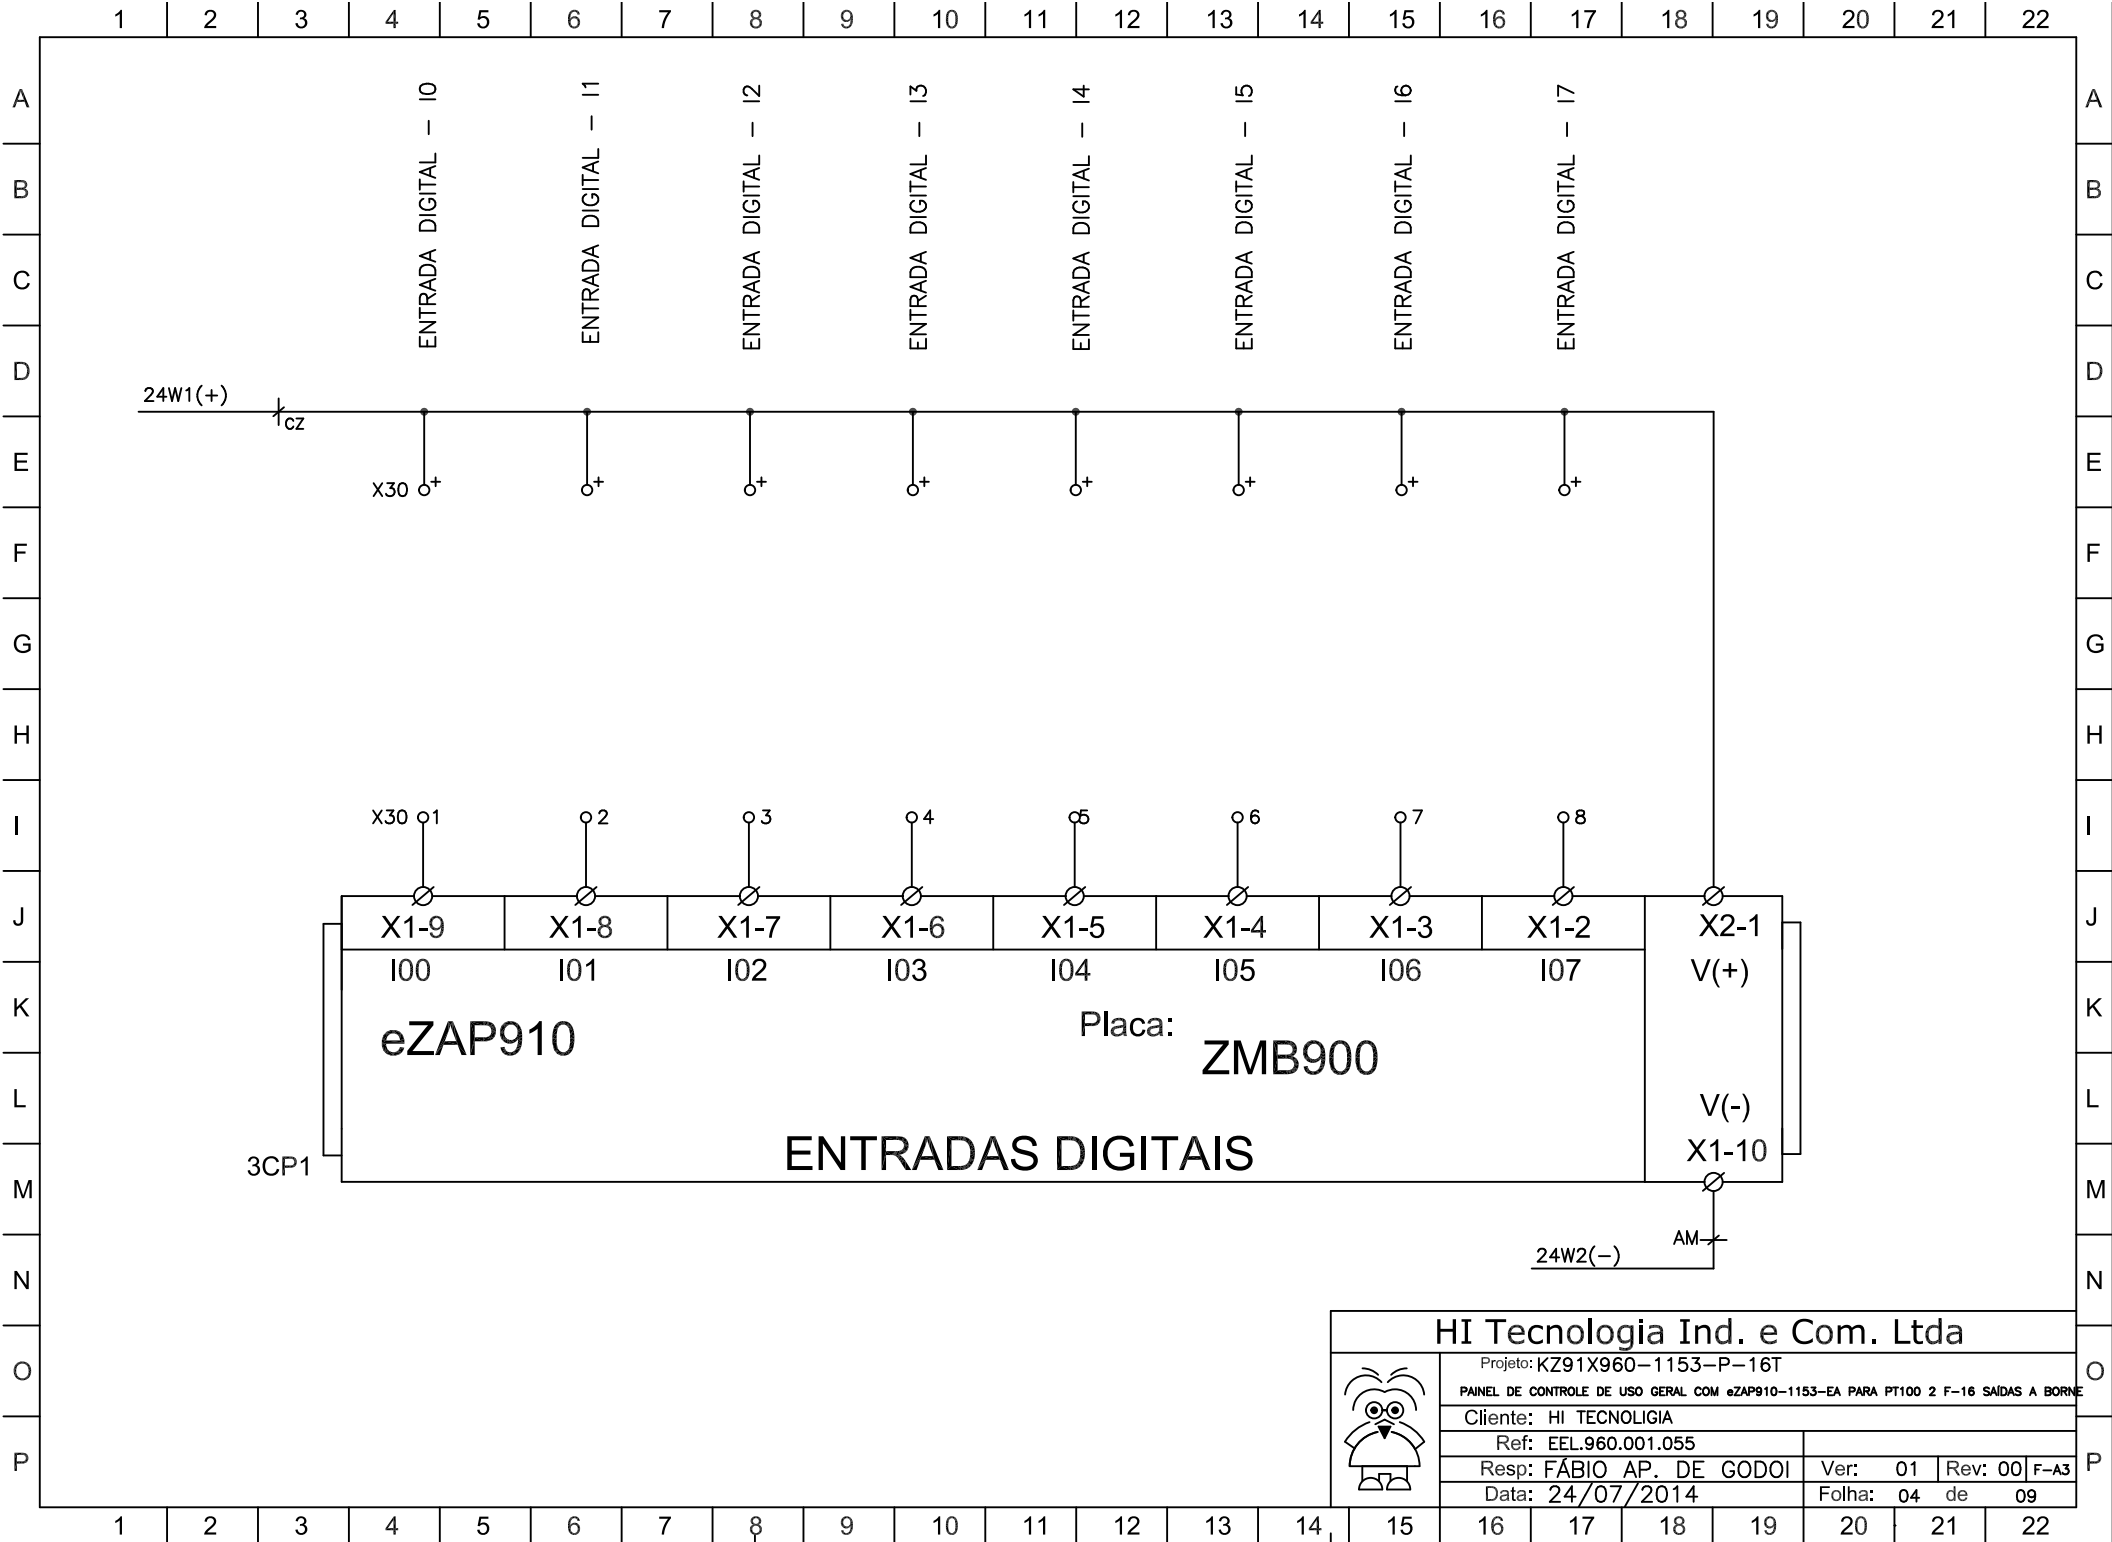 1 2 3 4 5 6 7 8 9 10 11 12 13 14 15 16 17 18 19 20 21 22
A A
B B
C C
D D
E E
F F
G G
H H
I I
J J
K K
L L
M M
N N
O O
P P
ENTRADA DIGITAL - I0
ENTRADA DIGITAL - I1
ENTRADA DIGITAL - I2
ENTRADA DIGITAL - I3
ENTRADA DIGITAL - I4
ENTRADA DIGITAL - I5
ENTRADA DIGITAL - I6
ENTRADA DIGITAL - I7
24W1(+)
CZ
X30 + + + + + + + +
X30 1 2 3 4 5 6 7 8
X1-9 X1-8 X1-7 X1-6 X1-5 X1-4 X1-3 X1-2 X2-1
I00 I01 I02 I03 I04 I05 I06 I07 V(+)
eZAP910
Placa:
ZMB900
V(-)
ENTRADAS DIGITAIS
X1-10
3CP1
AM
24W2(-)
HI Tecnologia Ind. e Com. Ltda
Projeto: KZ91X960-1153-P-16T
PAINEL DE CONTROLE DE USO GERAL COM eZAP910-1153-EA PARA PT100 2 F-16 SAÍDAS A BORNE
Cliente: HI TECNOLIGIA
Ref: EEL.960.001.055
Resp: FÁBIO AP. DE GODOI Ver: 01 Rev: 00 F-A3
Data: 24/07/2014 Folha: 04 de 09
1 2 3 4 5 6 7 8 9 10 11 12 13 14 15 16 17 18 19 20 21 22